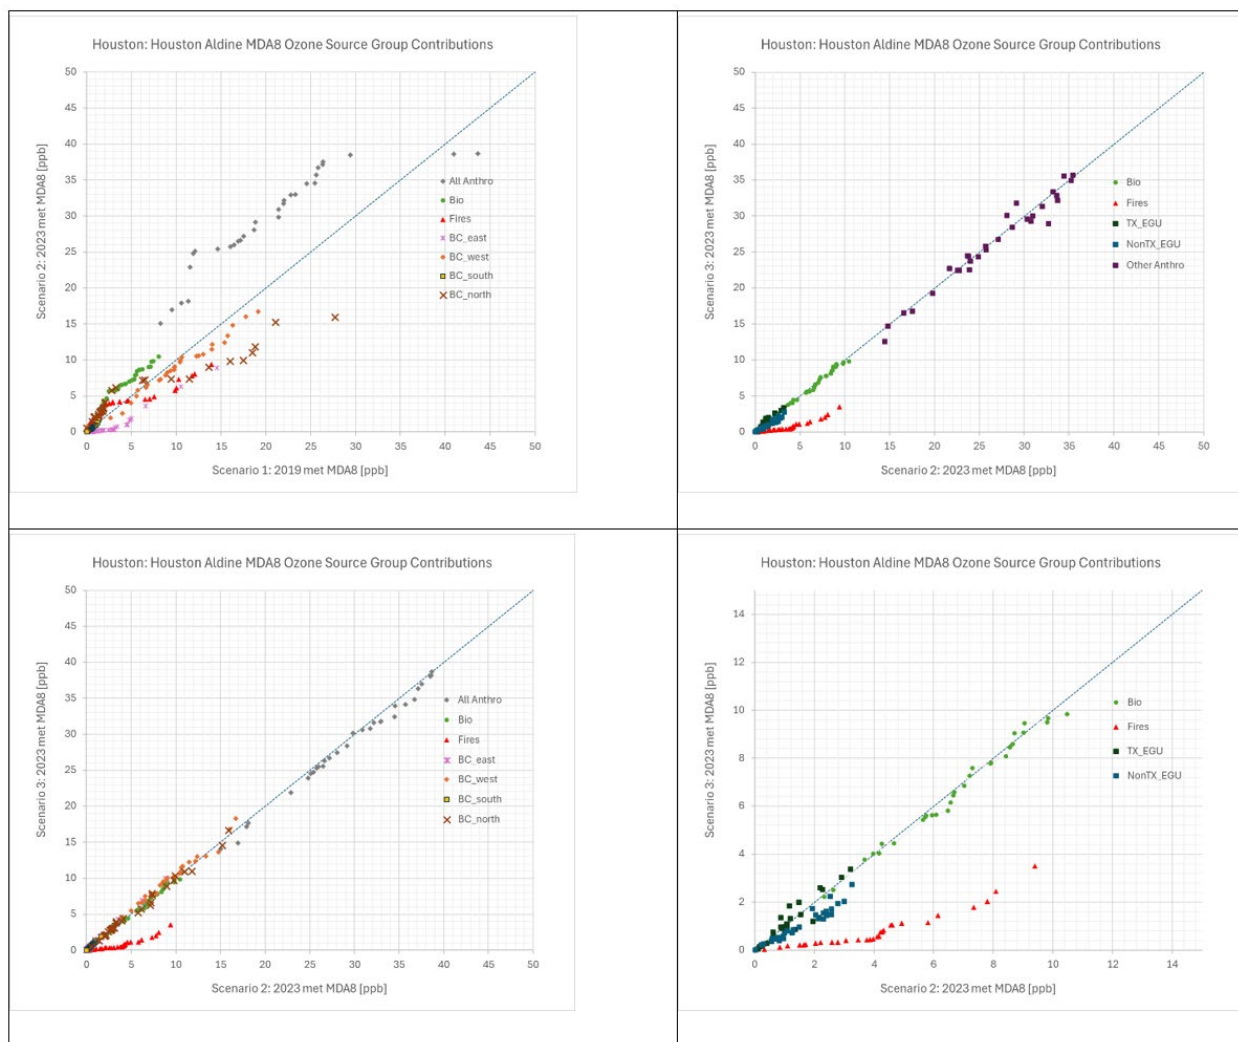 Houston: Houston Aldine MDA8 Ozone Source Group Contributions
50
45
40
35
30
25
20
15
10
5
0
0 5 10 15 20 25 30 35 40 45 50
Scenario 2: 2023 met MDA8 [ppb]
Scenario 1: 2019 met MDA8 [ppb]
All Anthro
Bio
Fires
BC_east
BC_west
BC_south
BC_north
Houston: Houston Aldine MDA8 Ozone Source Group Contributions
50
45
40
35
30
25
20
15
10
5
0
0 5 10 15 20 25 30 35 40 45 50
Scenario 3: 2023 met MDA8 [ppb]
Scenario 2: 2023 met MDA8 [ppb]
Bio
Fires
TX_EGU
NonTX_EGU
Other Anthro
Houston: Houston Aldine MDA8 Ozone Source Group Contributions
50
45
40
35
30
25
20
15
10
5
0
0 5 10 15 20 25 30 35 40 45 50
Scenario 3: 2023 met MDA8 [ppb]
Scenario 2: 2023 met MDA8 [ppb]
All Anthro
Bio
Fires
BC_east
BC_west
BC_south
BC_north
Houston: Houston Aldine MDA8 Ozone Source Group Contributions
14
12
10
8
6
4
2
0
0 2 4 6 8 10 12 14
Scenario 3: 2023 met MDA8 [ppb]
Scenario 2: 2023 met MDA8 [ppb]
Bio
Fires
TX_EGU
NonTX_EGU